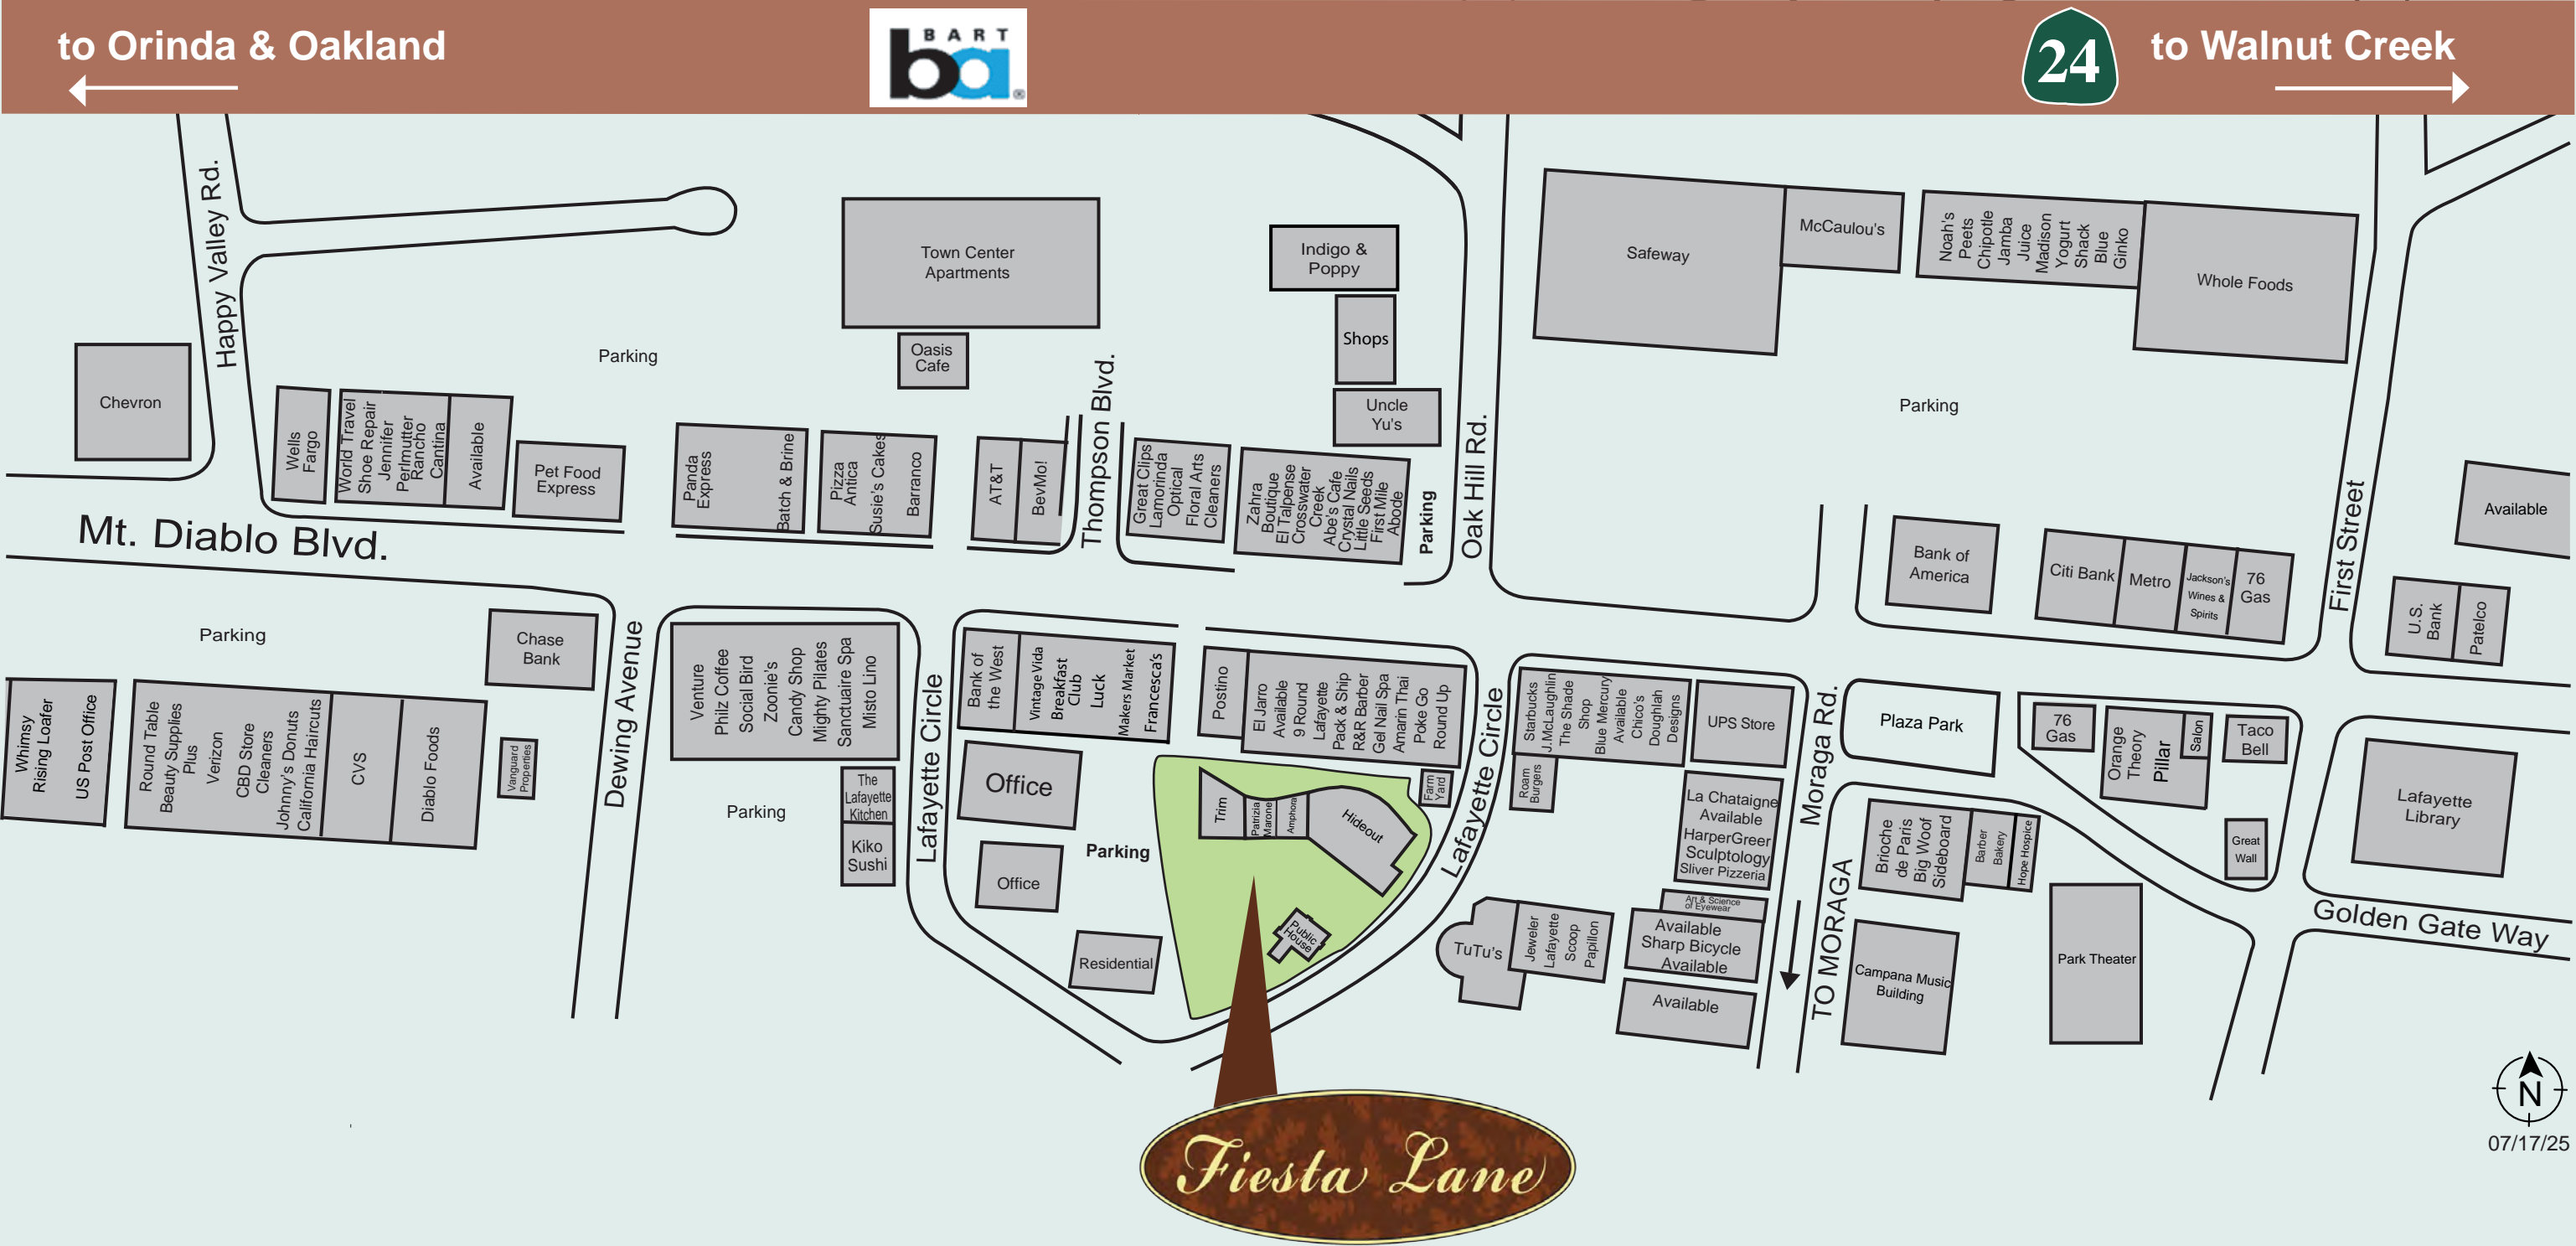 to Orinda & Oakland
BART
ba
24
to Walnut Creek
Happy Valley Rd.
Chevron
Parking
Town Center
Apartments
Oasis
Cafe
Indigo &
Poppy
Shops
Uncle
Yu's
Safeway
McCaulou's
Noah's
Peets
Chipotle
Jamba
Juice
Madison
Yogurt
Shack
Blue
Ginko
Whole Foods
Parking
Wells
Fargo
World Travel
Shoe Repair
Jennifer
Perlmutter
Rancho
Cantina
Available
Pet Food
Express
Panda
Express
Batch & Brine
Pizza
Antica
Susie's Cakes
Barranco
AT&T
BevMo!
Thompson Blvd.
Great Clips
Lamorinda
Optical
Floral Arts
Cleaners
Zahra
Boutique
El Talpense
Crosswater
Creek
Abe's Cafe
Crystal Nails
Little Seeds
First Mile
Abode
Parking
Oak Hill Rd.
Bank of
America
Citi Bank
Metro
Jackson's
Wines &
Spirits
76
Gas
First Street
Available
U.S.
Bank
Patelco
Mt. Diablo Blvd.
Parking
Chase
Bank
Whimsy
Rising Loafer
US Post Office
Round Table
Beauty Supplies
Plus
Verizon
CBD Store
Cleaners
Johnny's Donuts
California Haircuts
CVS
Diablo Foods
Vanguard
Properties
Dewing Avenue
Venture
Philz Coffee
Social Bird
Zoonie's
Candy Shop
Mighty Pilates
Sanctuaire Spa
Misto Lino
Parking
The
Lafayette
Kitchen
Kiko
Sushi
Lafayette Circle
Bank of
the West
Vintage Vida
Breakfast
Club
Luck
Makers Market
Francesca's
Office
Office
Parking
Residential
Postino
El Jarro
Available
9 Round
Lafayette
Pack & Ship
R&R Barber
Gel Nail Spa
Amarin Thai
Poke Go
Round Up
Farm
Yard
Trim
Patrizia
Marone
Amphora
Hideout
Public
House
Lafayette Circle
Starbucks
J.McLaughlin
The Shade
Shop
Blue Mercury
Available
Chico's
Doughlah
Designs
UPS Store
Roam
Burgers
La Chataigne
Available
HarperGreer
Sculptology
Sliver Pizzeria
Art & Science
of Eyewear
Available
Sharp Bicycle
Available
Available
TuTu's
Jeweler
Lafayette
Scoop
Papillon
Moraga Rd.
TO MORAGA
Plaza Park
76
Gas
Orange
Theory
Pillar
Salon
Taco
Bell
Great
Wall
Brioche
de Paris
Big Woof
Sideboard
Barber
Bakery
Hope Hospice
Campana Music
Building
Park Theater
Lafayette
Library
Golden Gate Way
Fiesta Lane
N
07/17/25